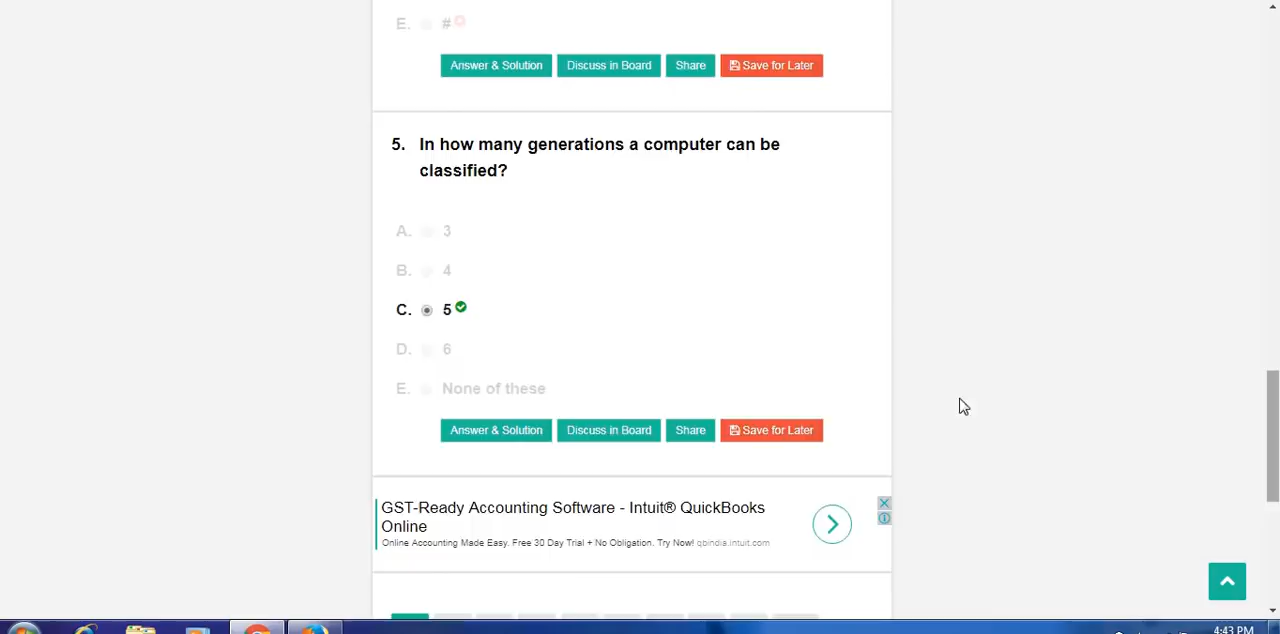 E. #
Answer & Solution Discuss in Board Share Save for Later
5. In how many generations a computer can be
classified?
A. 3
B. 4
C. 5
D. 6
E. None of these
Answer & Solution Discuss in Board Share Save for Later
GST-Ready Accounting Software - Intuit® QuickBooks
Online
Online Accounting Made Easy. Free 30 Day Trial + No Obligation. Try Now! qbindia.intuit.com
4:43 PM